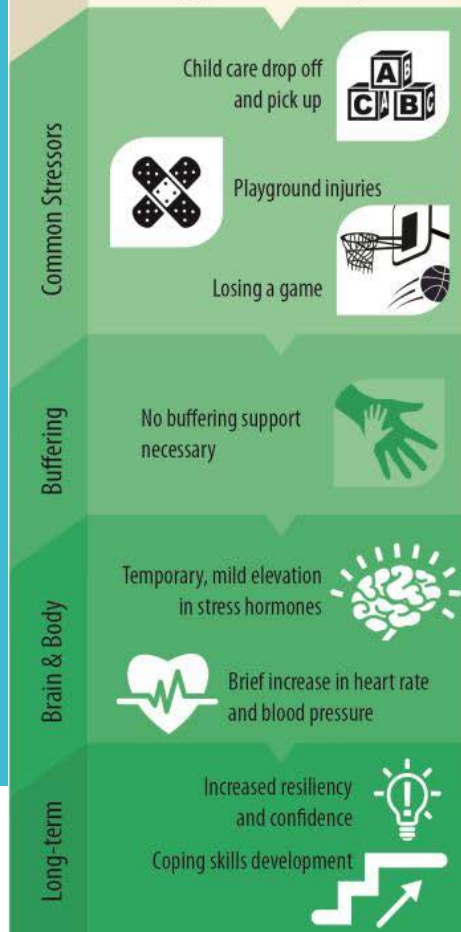 Common Stressors
Child care drop off
and pick up
A
B
C
A
B
C
Playground injuries
Losing a game
Buffering
No buffering support
necessary
Brain & Body
Temporary, mild elevation
in stress hormones
Brief increase in heart rate
and blood pressure
Long-term
Increased resiliency
and confidence
Coping skills development